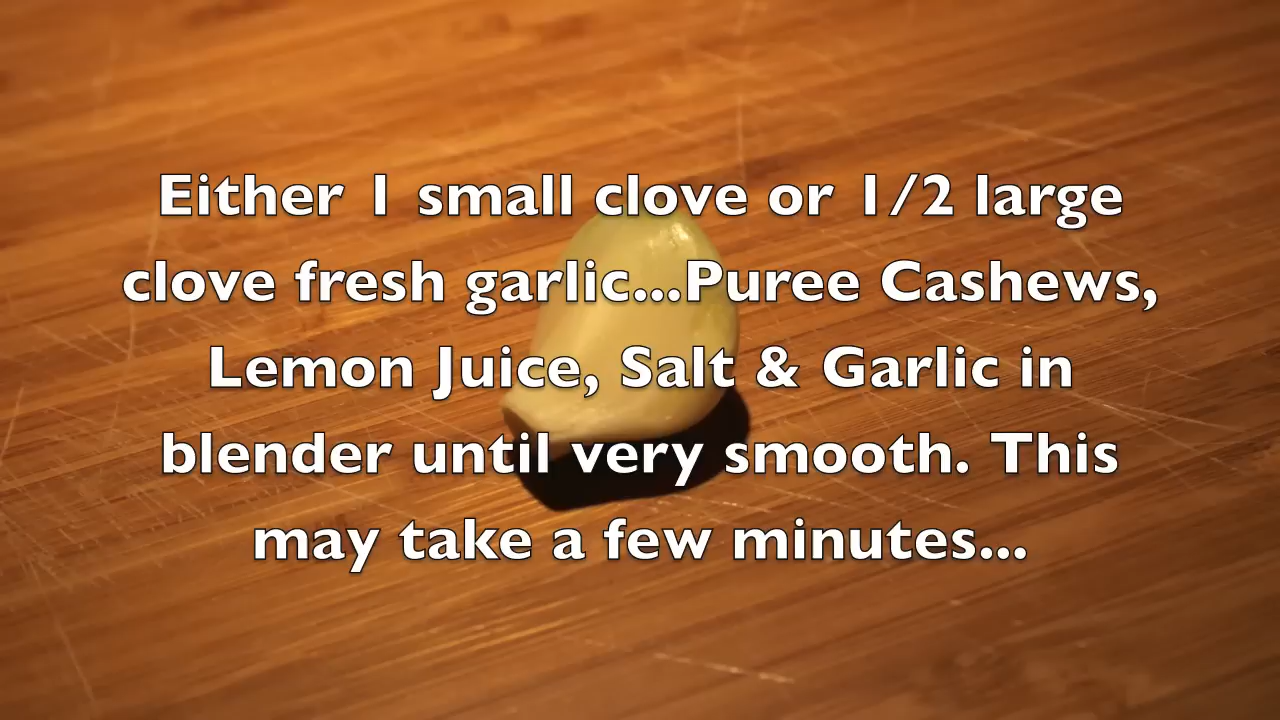 Either 1 small clove or 1/2 large
clove fresh garlic...Puree Cashews,
Lemon Juice, Salt & Garlic in
blender until very smooth. This
may take a few minutes...